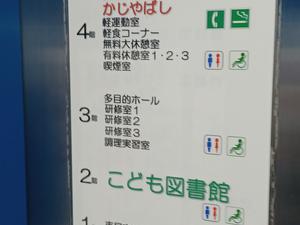 かじやばし
4階
軽運動室
軽食コーナー
無料大休憩室
有料休憩室1・2・3
喫煙室
3階
多目的ホール
研修室1
研修室2
研修室3
調理実習室
2階
こども図書館